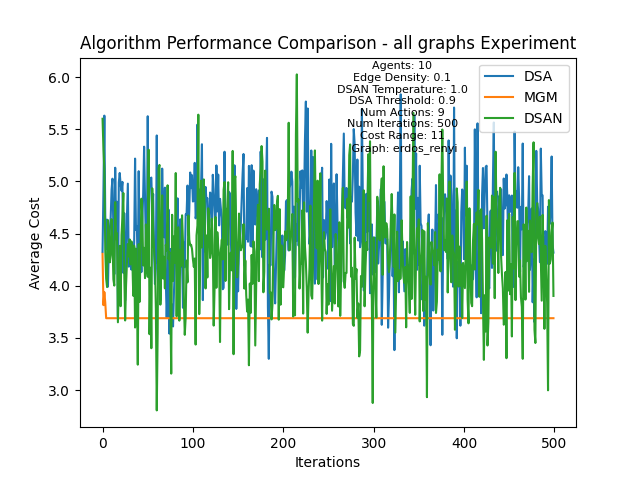 Algorithm Performance Comparison - all graphs Experiment
Agents: 10
Edge Density: 0.1
DSAN Temperature: 1.0
DSA Threshold: 0.9
Num Actions: 9
Num Iterations: 500
Cost Range: 11
Graph: erdos_renyi
DSA
MGM
DSAN
6.0
5.5
5.0
4.5
4.0
3.5
3.0
Average Cost
0
100
200
300
400
500
Iterations